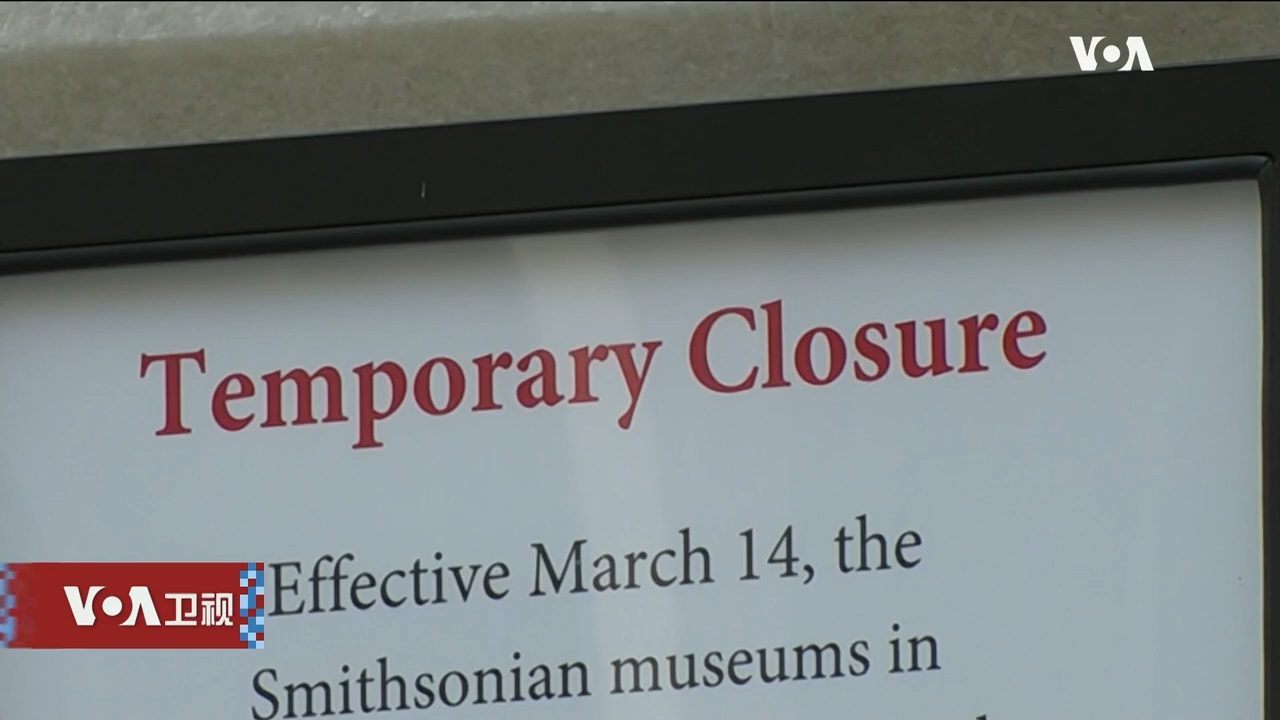 VOA
Temporary Closure
Effective March 14, the
Smithsonian museums in
VOA卫视